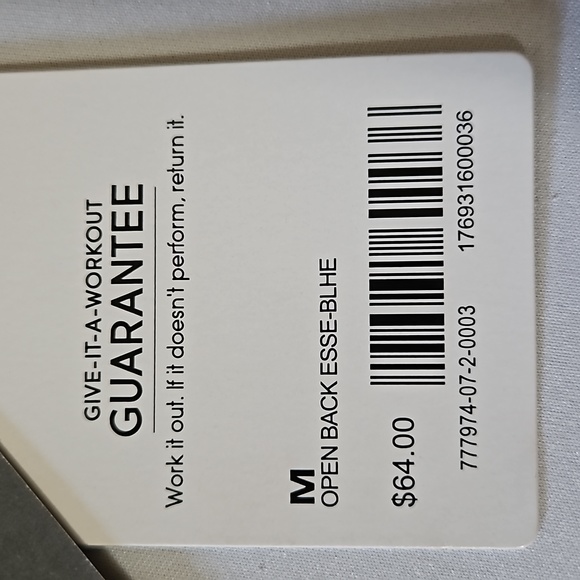 GIVE-IT-A-WORKOUT
GUARANTEE
Work it out. If it doesn't perform, return it.
M
OPEN BACK ESSE-BLHE
$64.00
777974-07-2-0003 176931600036